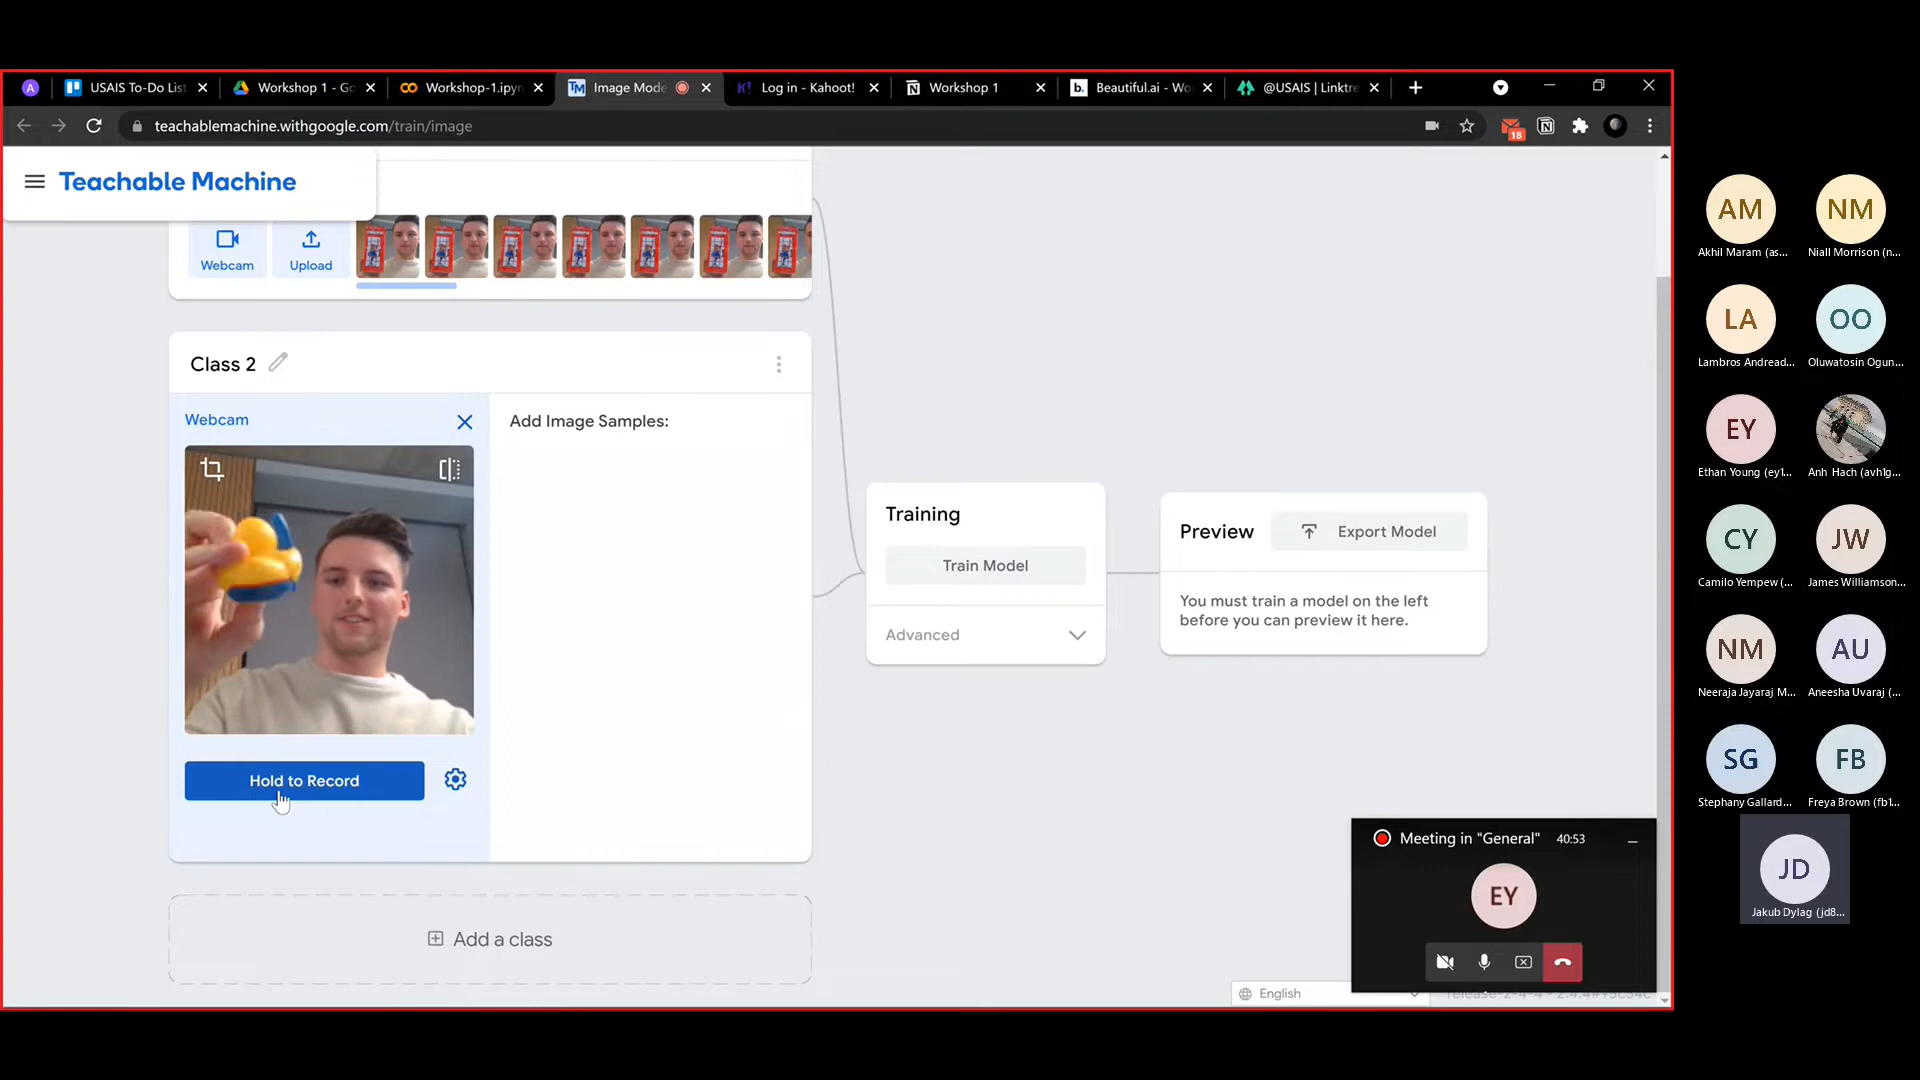 A
USAIS To-Do List
Workshop 1 - Go
Workshop-1.ipyn
TM
Image Mode
K!
Log in - Kahoot!
Workshop 1
b.
Beautiful.ai - Wo
@USAIS | Linktre
teachablemachine.withgoogle.com/train/image
18
Teachable Machine
Webcam
Upload
Class 2
Webcam
Add Image Samples:
Hold to Record
Add a class
Training
Train Model
Advanced
Preview
Export Model
You must train a model on the left
before you can preview it here.
Meeting in "General"
40:53
EY
English
AM
Akhil Maram (as...
NM
Niall Morrison (n...
LA
Lambros Andread...
OO
Oluwatosin Ogun...
EY
Ethan Young (ey1...
Anh Hach (avh1g...
CY
Camilo Yempew (...
JW
James Williamson...
NM
Neeraja Jayaraj M...
AU
Aneesha Uvaraj (...
SG
Stephany Gallard...
FB
Freya Brown (fb1...
JD
Jakub Dylag (jd8...